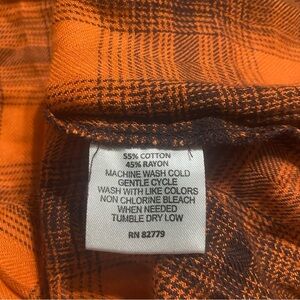 55% COTTON
45% RAYON
MACHINE WASH COLD
GENTLE CYCLE
WASH WITH LIKE COLORS
NON CHLORINE BLEACH
WHEN NEEDED
TUMBLE DRY LOW
RN 82779